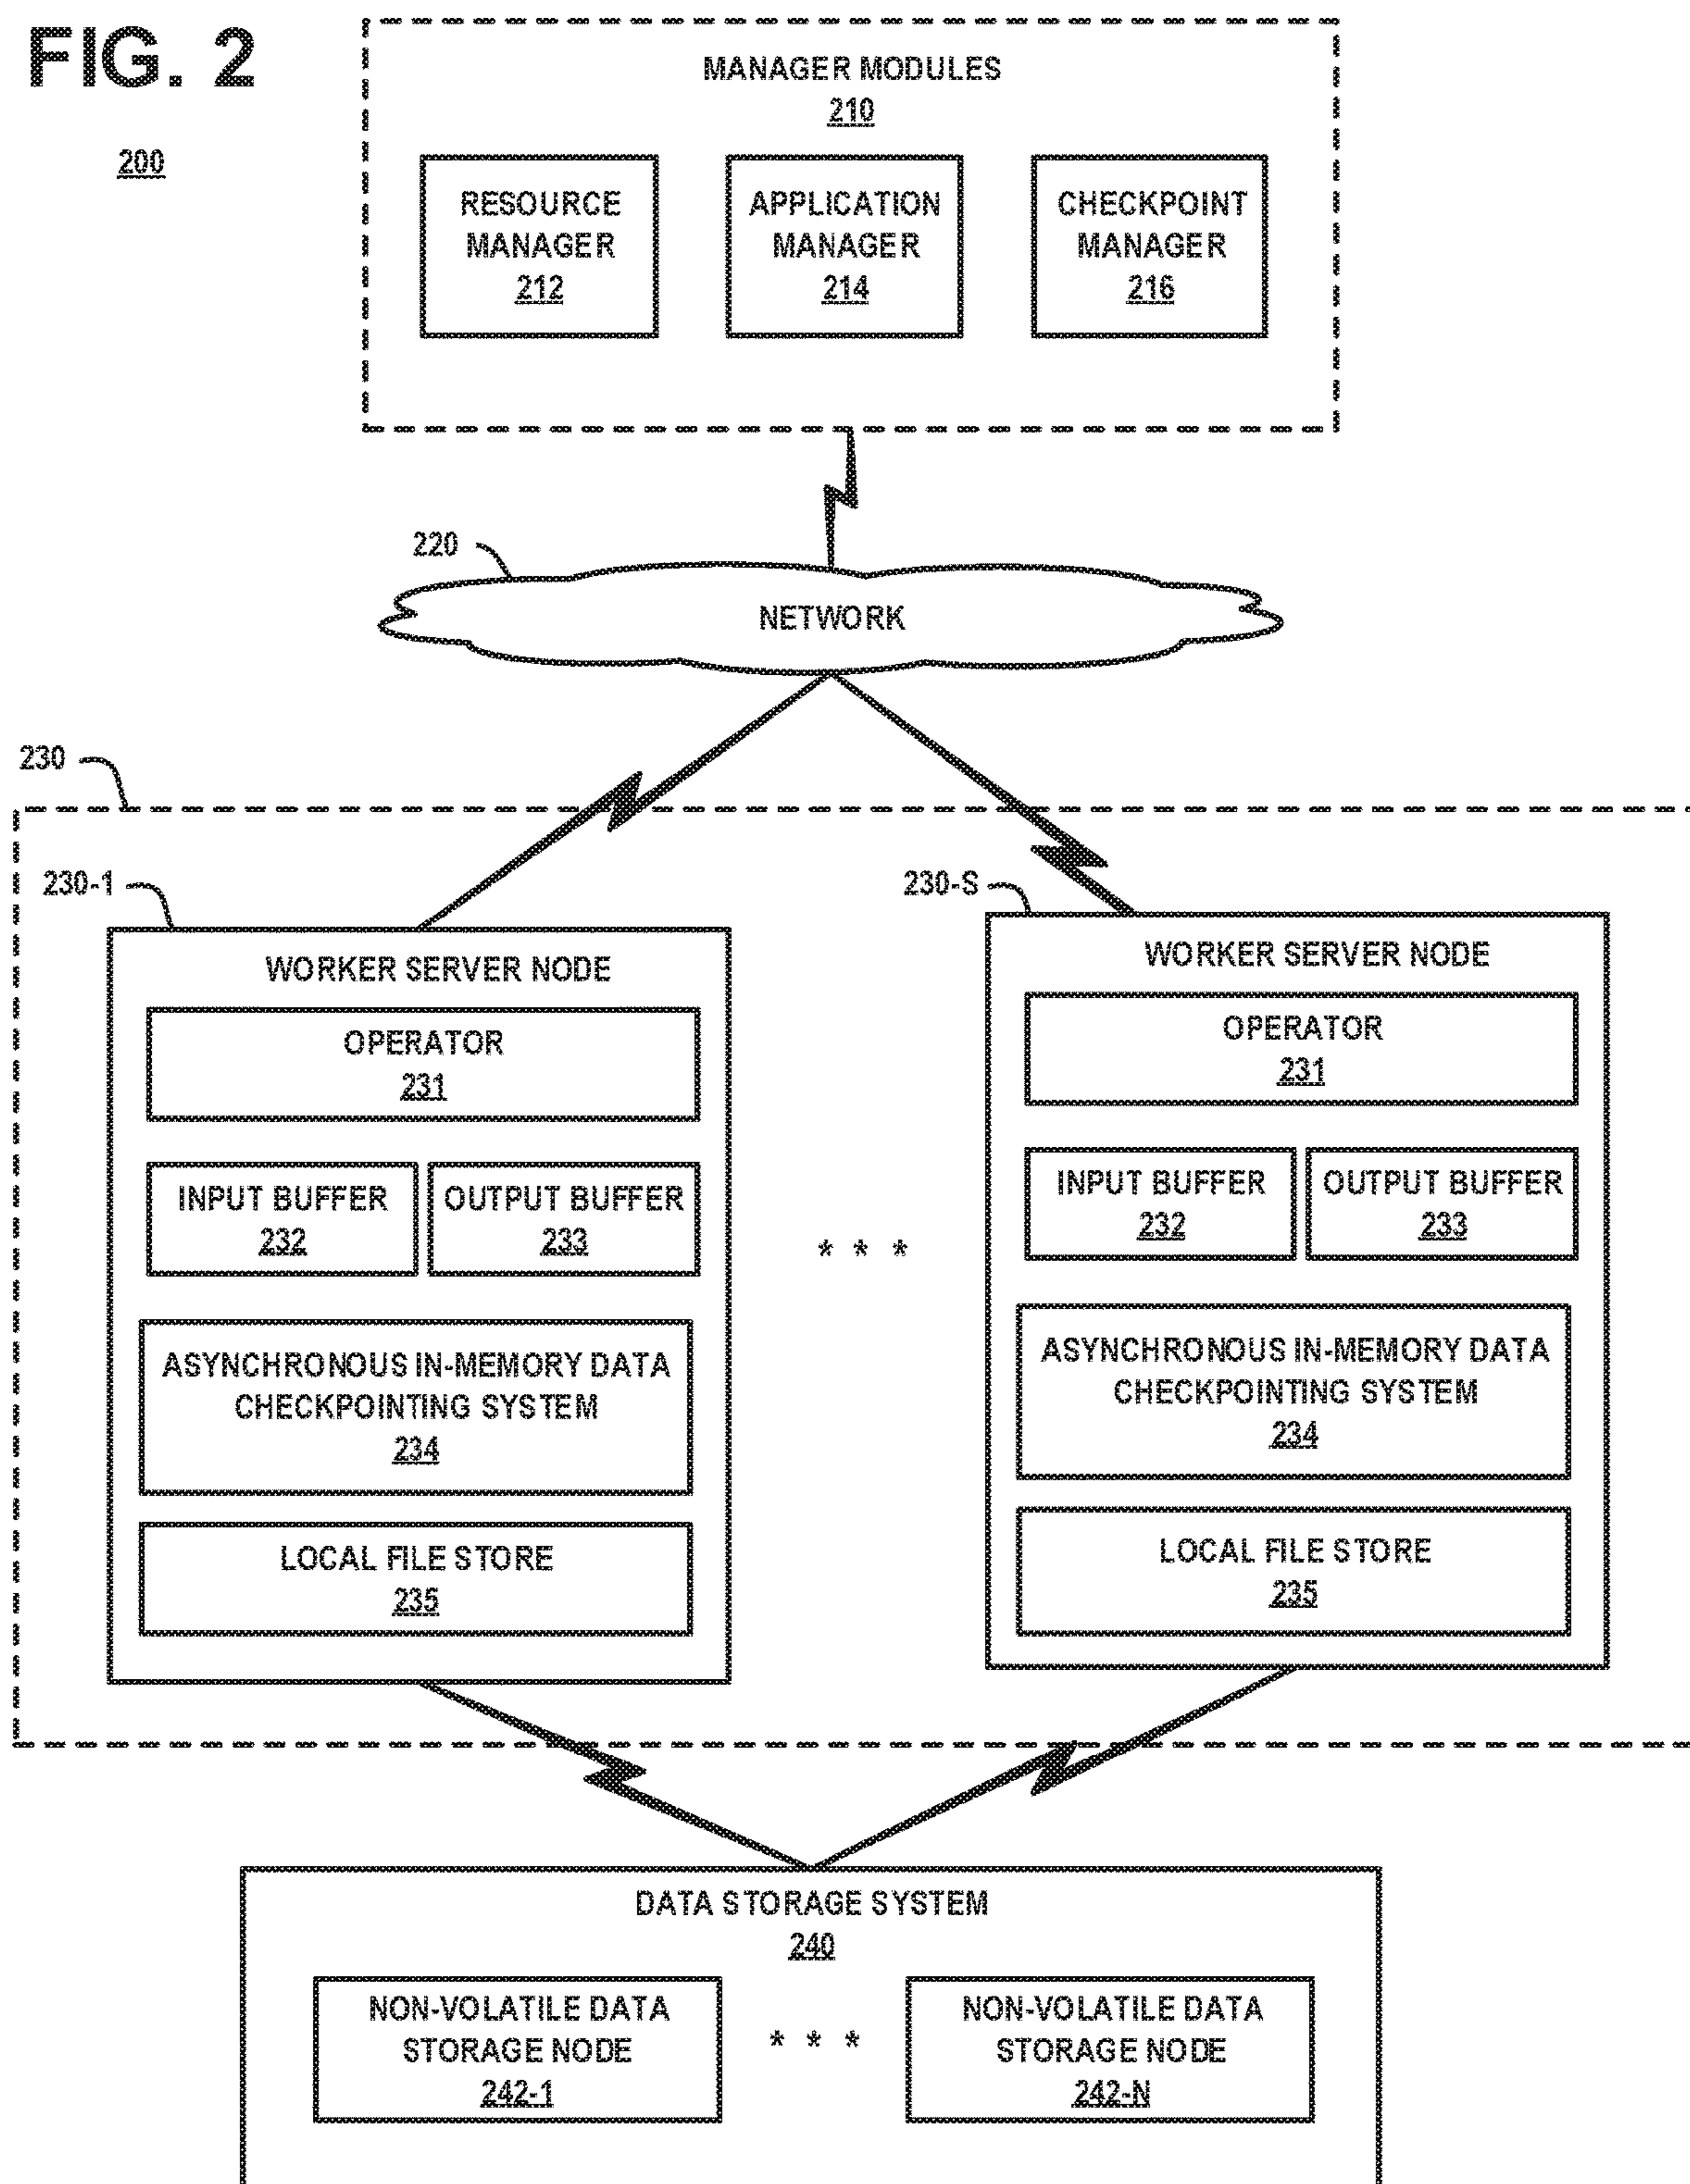 FIG. 2
200
MANAGER MODULES
210
RESOURCE
MANAGER
212
APPLICATION
MANAGER
214
CHECKPOINT
MANAGER
216
220
NETWORK
230
230-1
WORKER SERVER NODE
OPERATOR
231
INPUT BUFFER
232
OUTPUT BUFFER
233
ASYNCHRONOUS IN-MEMORY DATA
CHECKPOINTING SYSTEM
234
LOCAL FILE STORE
235
* * *
230-S
WORKER SERVER NODE
OPERATOR
231
INPUT BUFFER
232
OUTPUT BUFFER
233
ASYNCHRONOUS IN-MEMORY DATA
CHECKPOINTING SYSTEM
234
LOCAL FILE STORE
235
DATA STORAGE SYSTEM
240
NON-VOLATILE DATA
STORAGE NODE
242-1
* * *
NON-VOLATILE DATA
STORAGE NODE
242-N